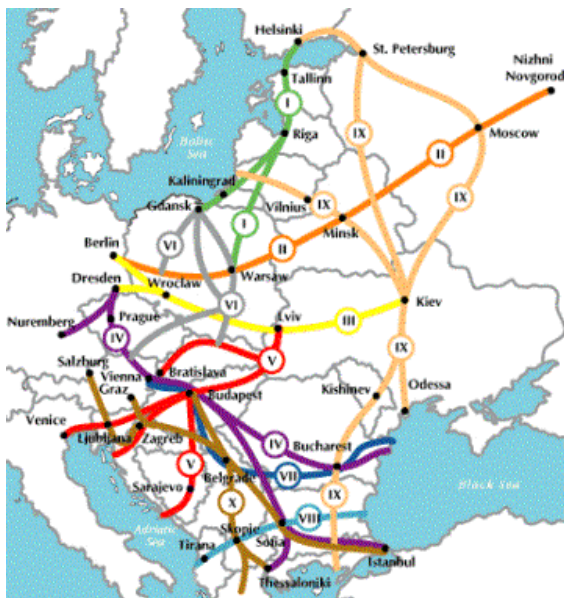 Helsinki
St. Petersburg
Nizhni
Novgorod
Tallinn
I
Moscow
IX
Riga
Baltic
Sea
II
Kaliningrad
IX
IX
Vilnius
Gdansk
I
Minsk
VI
II
Berlin
Warsaw
Dresden
Wrocław
VI
Kiev
Nuremberg
Prague
Lviv
III
IV
IX
Salzburg
Bratislava
V
Vienna
Graz
Budapest
Kishinev
Odessa
Venice
Ljubljana
Zagreb
IV
Bucharest
V
Belgrade
VII
Sarajevo
IX
Black Sea
X
Adriatic
Sea
Skopje
VIII
Tirana
Sofia
Istanbul
Thessaloniki